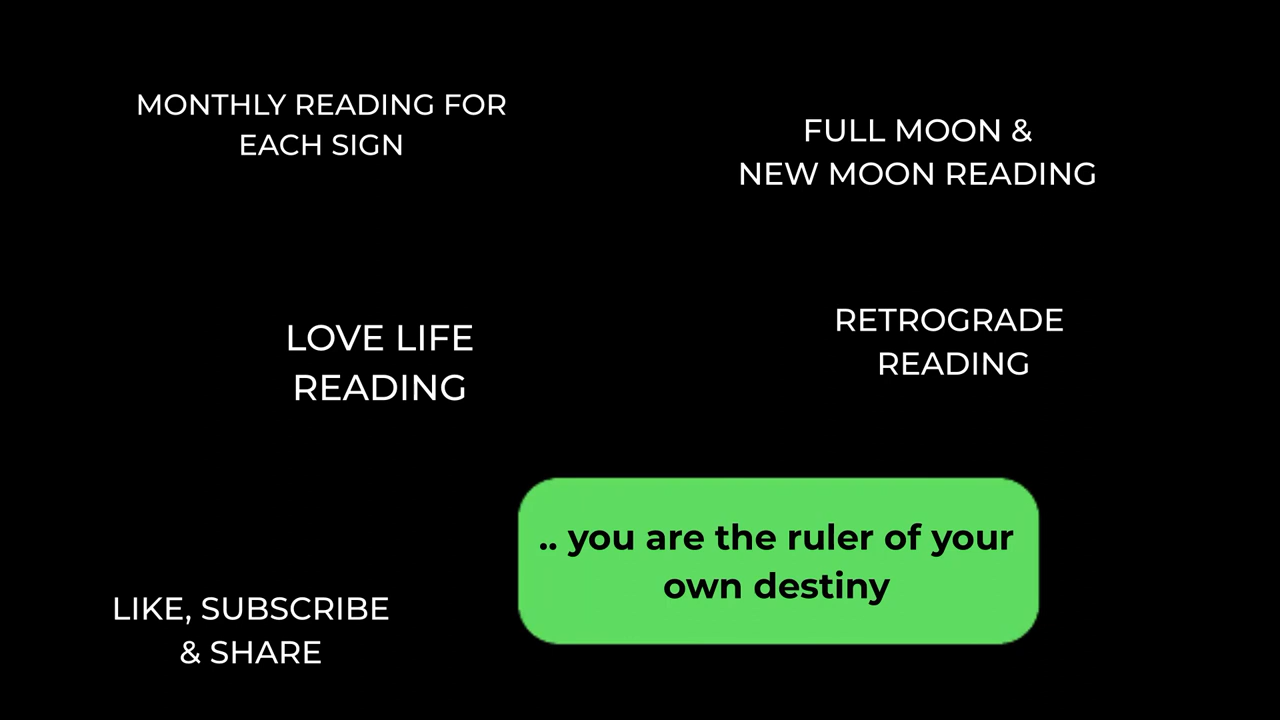 MONTHLY READING FOR
EACH SIGN
FULL MOON &
NEW MOON READING
LOVE LIFE
READING
RETROGRADE
READING
.. you are the ruler of your
own destiny
LIKE, SUBSCRIBE
& SHARE